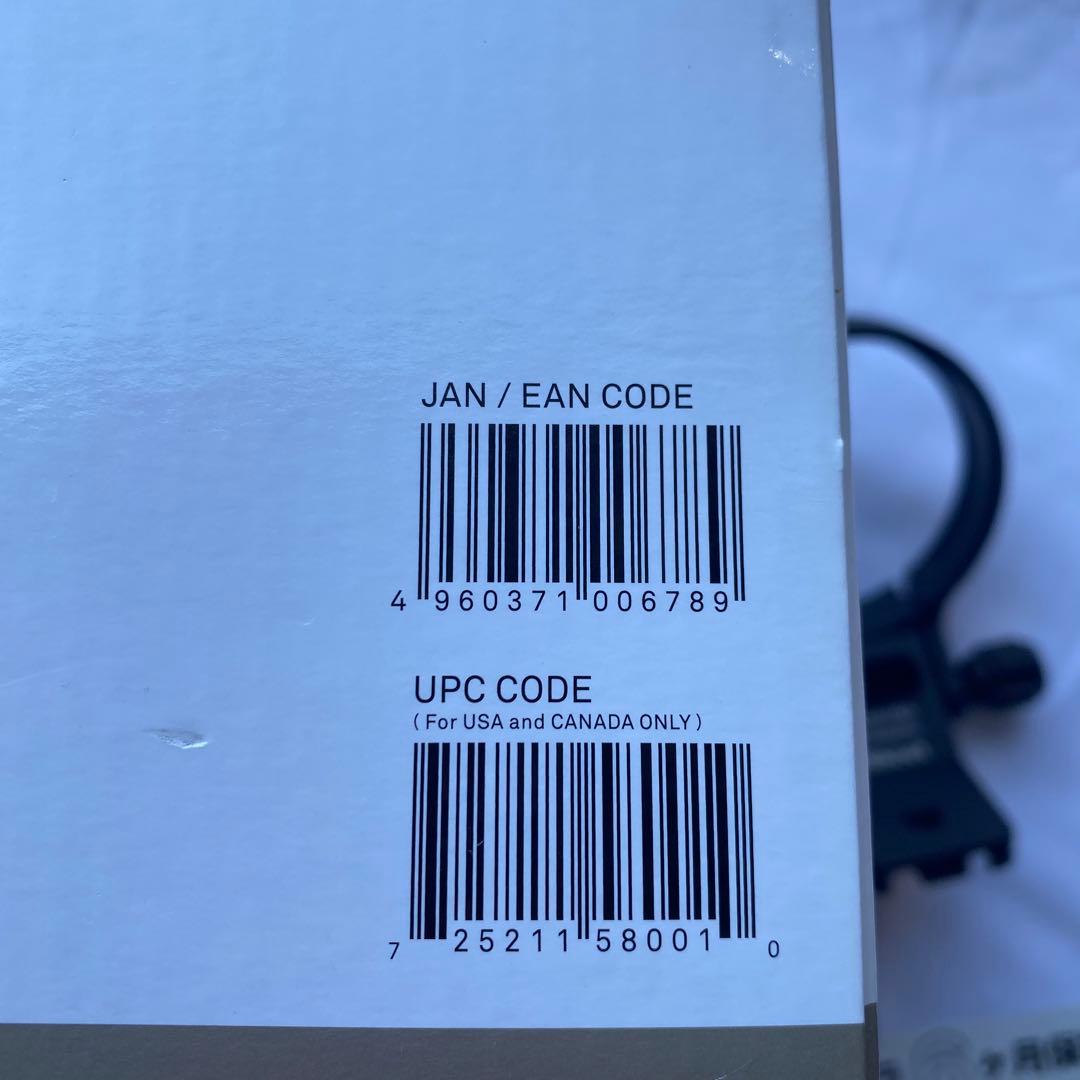 JAN / EAN CODE
4 960371 006789
UPC CODE
( For USA and CANADA ONLY )
7 25211 58001 0